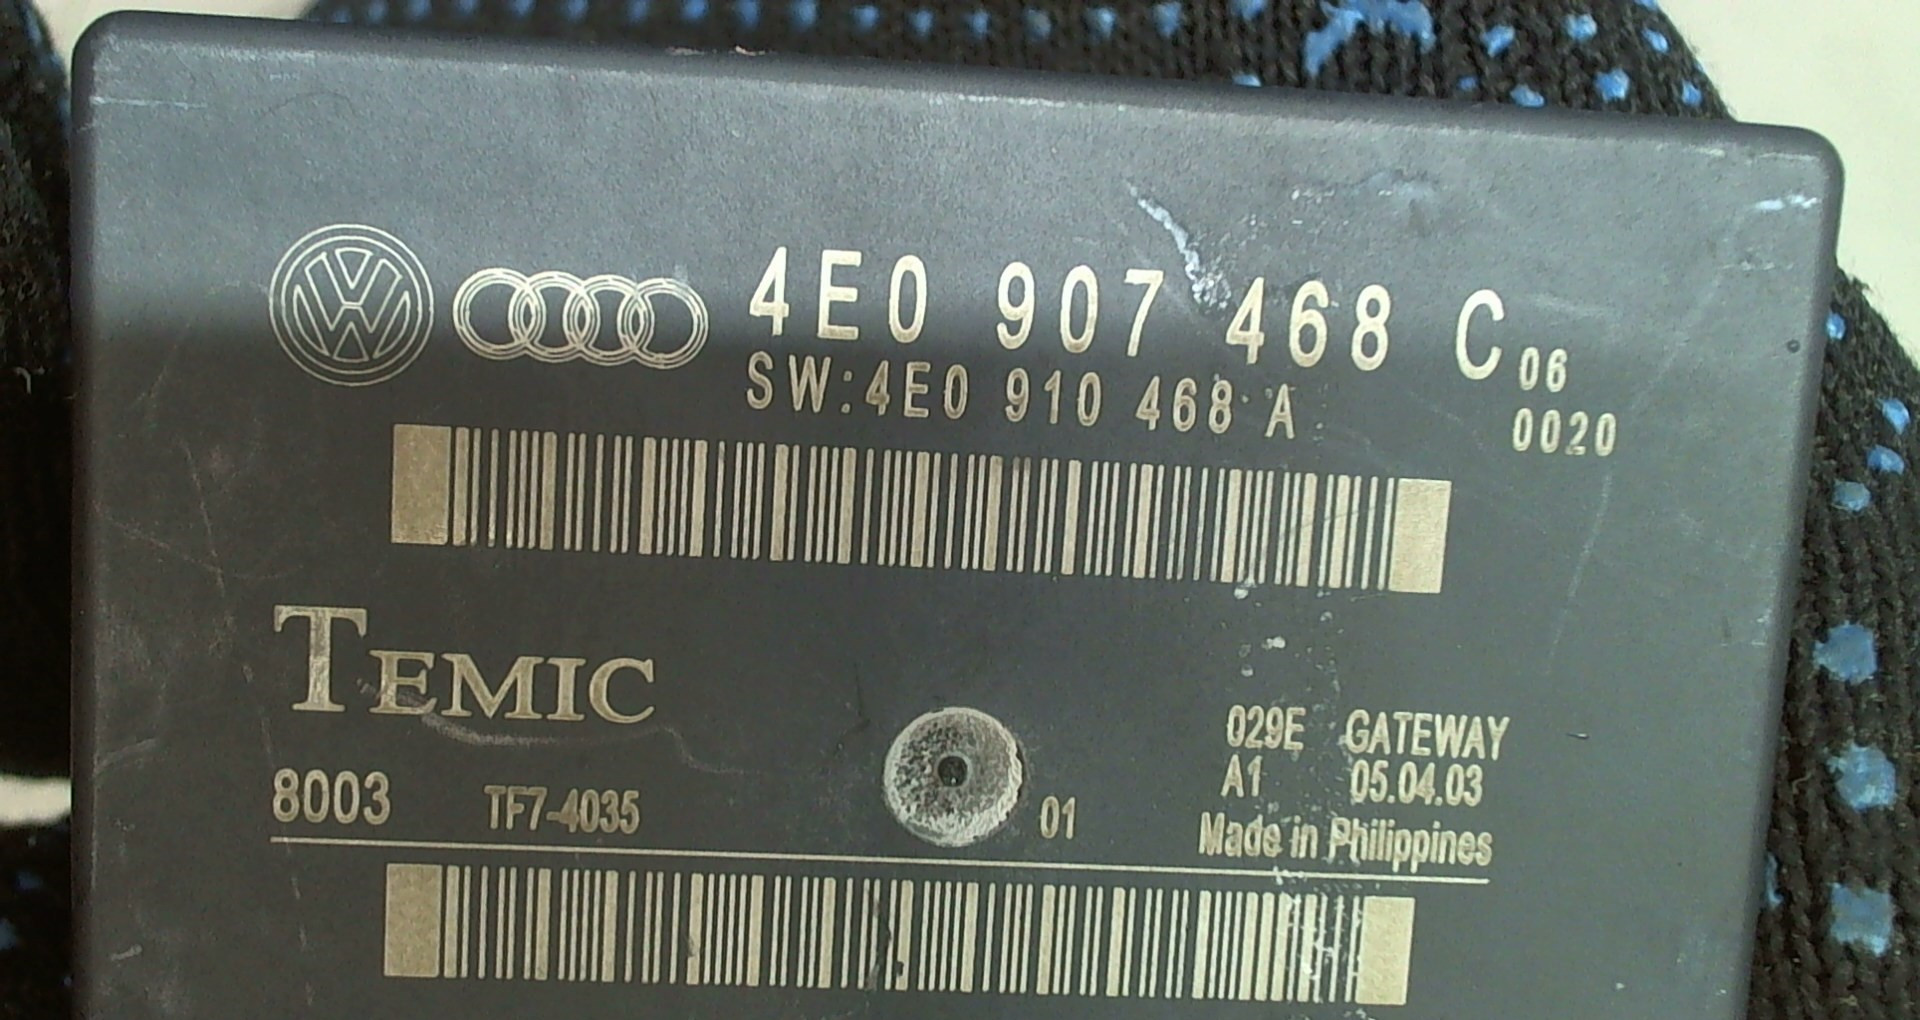 4E0 907 468 C 06
SW:4E0 910 468 A 0020
TEMIC
029E GATEWAY
A1 05.04.03
8003 TF7-4035 01
Made in Philippines